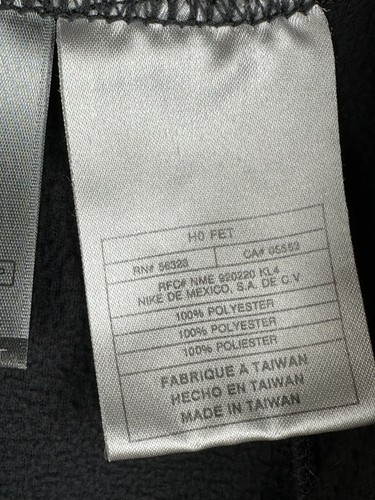 H0 FET
RN# 56323 CA# 05553
RFC# NME 920220 KL4
NIKE DE MEXICO, S.A. DE C.V
100% POLYESTER
100% POLYESTER
100% POLIESTER
FABRIQUE A TAIWAN
HECHO EN TAIWAN
MADE IN TAIWAN